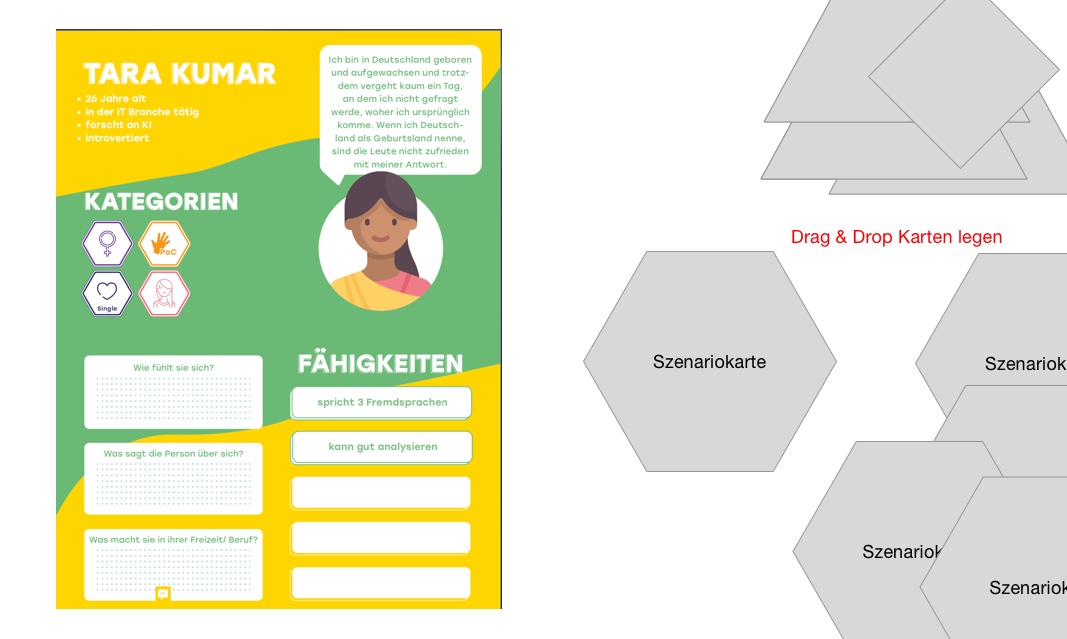 TARA KUMAR
• 26 Jahre alt
• in der IT Branche tätig
• forscht an KI
• introvertiert
Ich bin in Deutschland geboren
und aufgewachsen und trotz-
dem vergeht kaum ein Tag,
an dem ich nicht gefragt
werde, woher ich ursprünglich
komme. Wenn ich Deutsch-
land als Geburtsland nenne,
sind die Leute nicht zufrieden
mit meiner Antwort.
KATEGORIEN
PoC
Single
Wie fühlt sie sich?
Was sagt die Person über sich?
Was macht sie in ihrer Freizeit/ Beruf?
FÄHIGKEITEN
spricht 3 Fremdsprachen
kann gut analysieren
Drag & Drop Karten legen
Szenariokarte
Szenariok
Szenariok
Szenariok